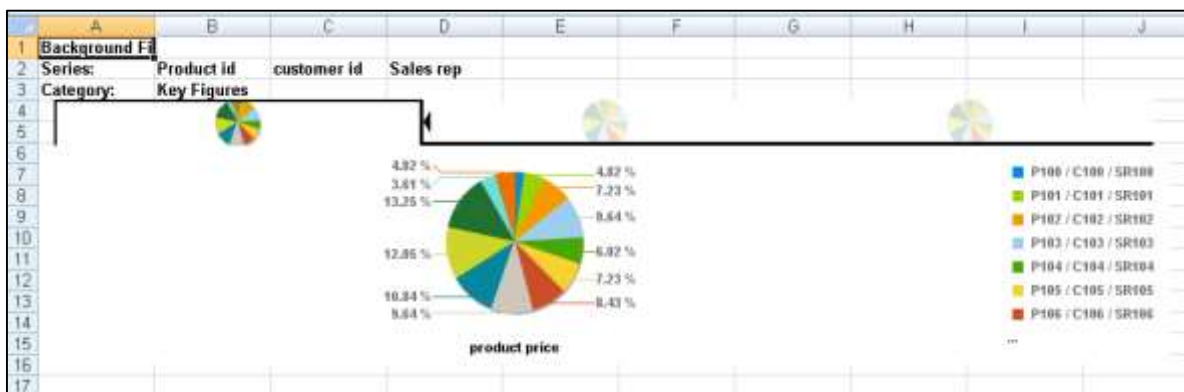 A B C D E F G H I J
1 Background Fi
2 Series: Product id customer id Sales rep
3 Category: Key Figures
4
5
6
7
8
9
10
11
12
13
14
15
16
17
4.82 % 4.82 %
3.61 % 7.23 %
13.25 % 9.64 %
12.05 % 6.02 %
10.84 % 7.23 %
9.64 % 8.43 %
product price
P100 / C100 / SR100
P101 / C101 / SR101
P102 / C102 / SR102
P103 / C103 / SR103
P104 / C104 / SR104
P105 / C105 / SR105
P106 / C106 / SR106
...